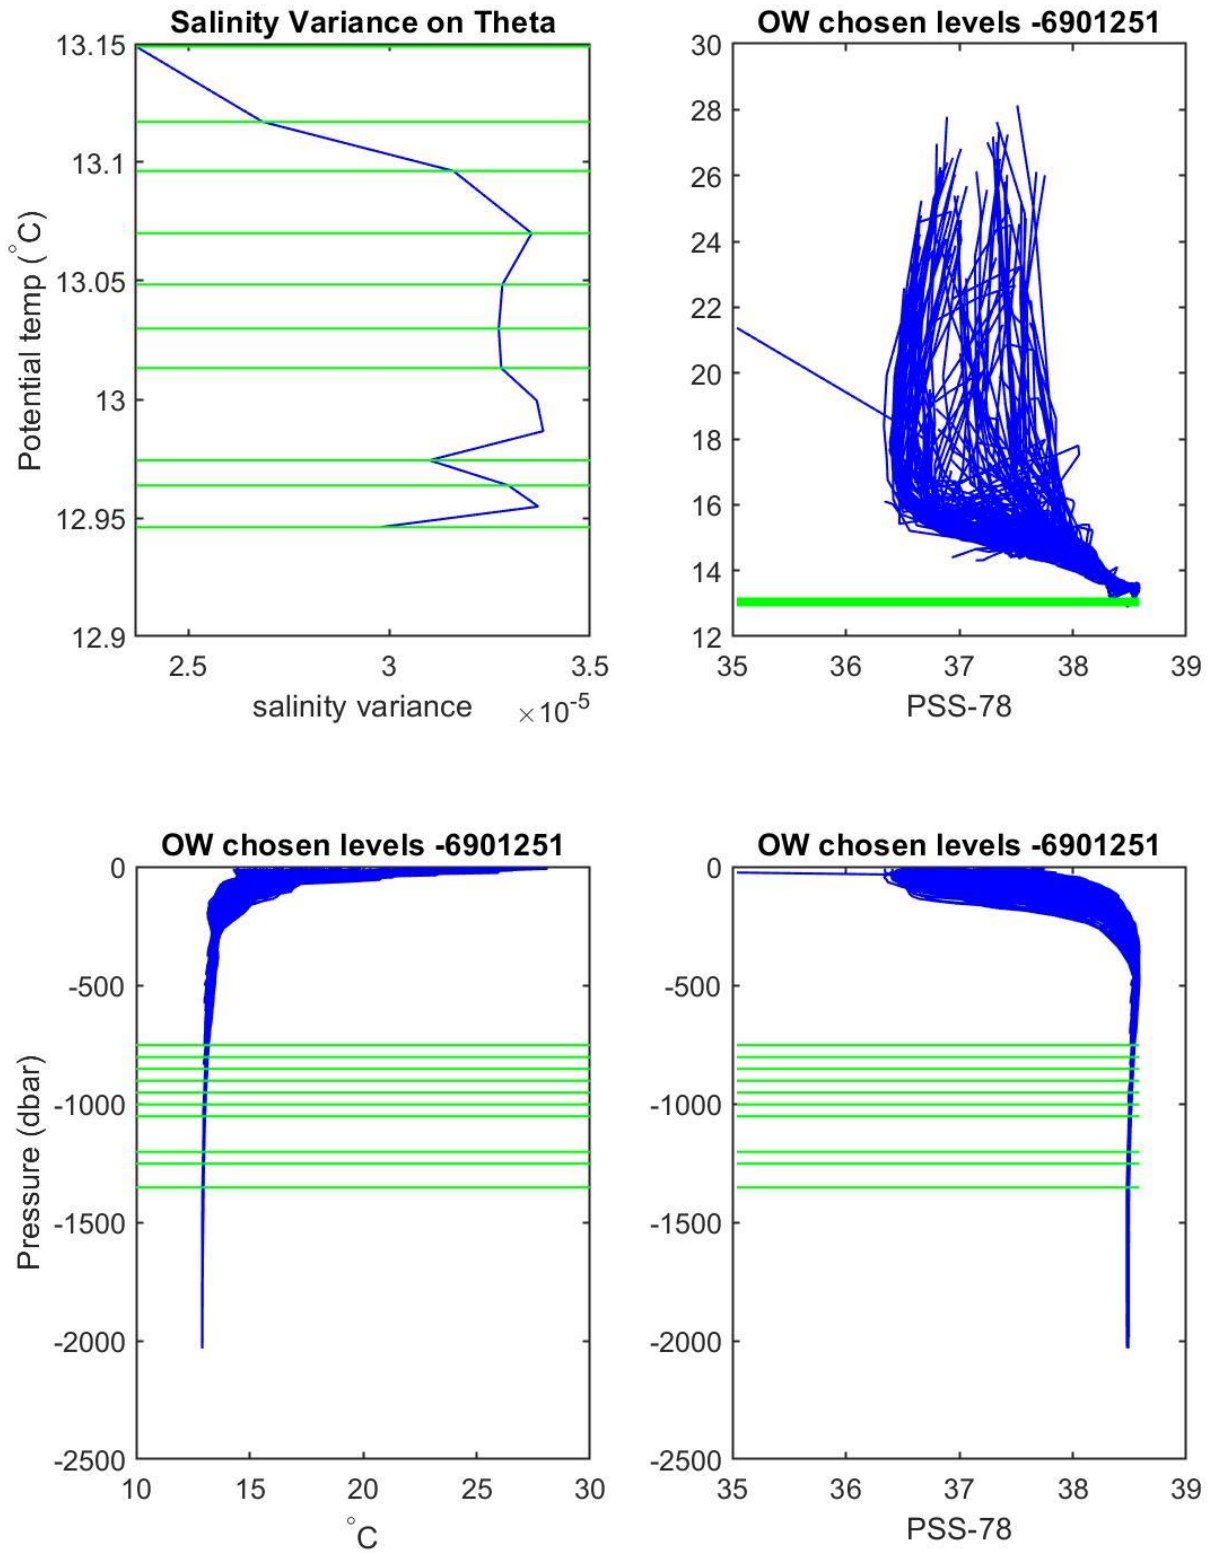 Salinity Variance on Theta
13.15
13.1
13.05
13
12.95
12.9
Potential temp (°C)
2.5 3 3.5
salinity variance ×10-5
OW chosen levels -6901251
30
28
26
24
22
20
18
16
14
12
35 36 37 38 39
PSS-78
OW chosen levels -6901251
0
-500
-1000
-1500
-2000
-2500
Pressure (dbar)
10 15 20 25 30
°C
OW chosen levels -6901251
0
-500
-1000
-1500
-2000
-2500
35 36 37 38 39
PSS-78